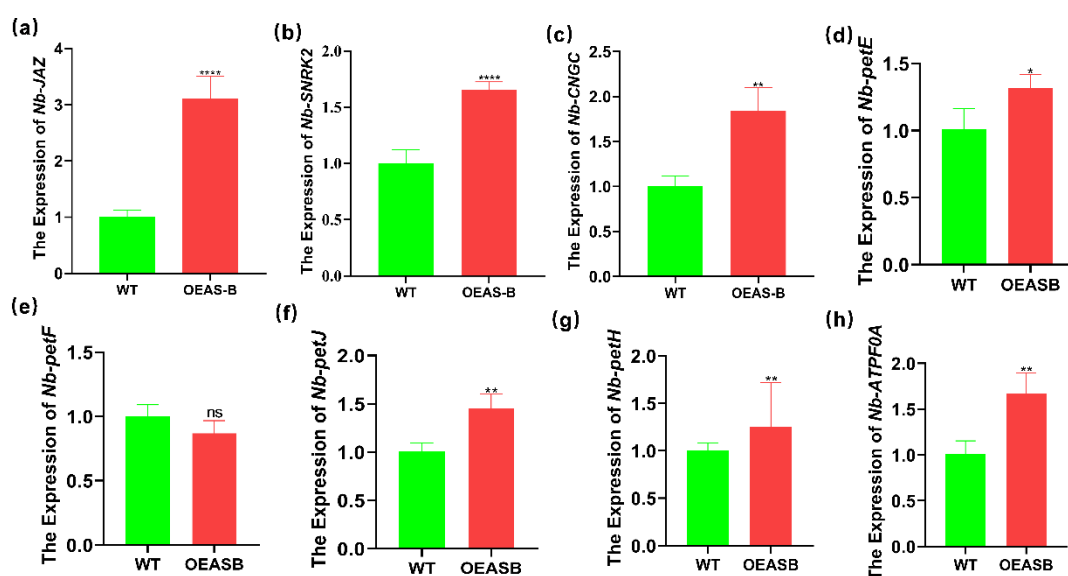 (a)
The Expression of Nb-JAZ
4
3
2
1
0
****
WT
OEAS-B
(b)
The Expression of Nb-SNRK2
2.0
1.5
1.0
0.5
0.0
****
WT
OEAS-B
(c)
The Expression of Nb-CNGC
2.5
2.0
1.5
1.0
0.5
0.0
**
WT
OEAS-B
(d)
The Expression of Nb-petE
1.5
1.0
0.5
0.0
*
WT
OEASB
(e)
The Expression of Nb-petF
1.5
1.0
0.5
0.0
ns
WT
OEASB
(f)
The Expression of Nb-petJ
2.0
1.5
1.0
0.5
0.0
**
WT
OEASB
(g)
The Expression of Nb-petH
2.0
1.5
1.0
0.5
0.0
**
WT
OEASB
(h)
The Expression of Nb-ATPF0A
2.0
1.5
1.0
0.5
0.0
**
WT
OEASB